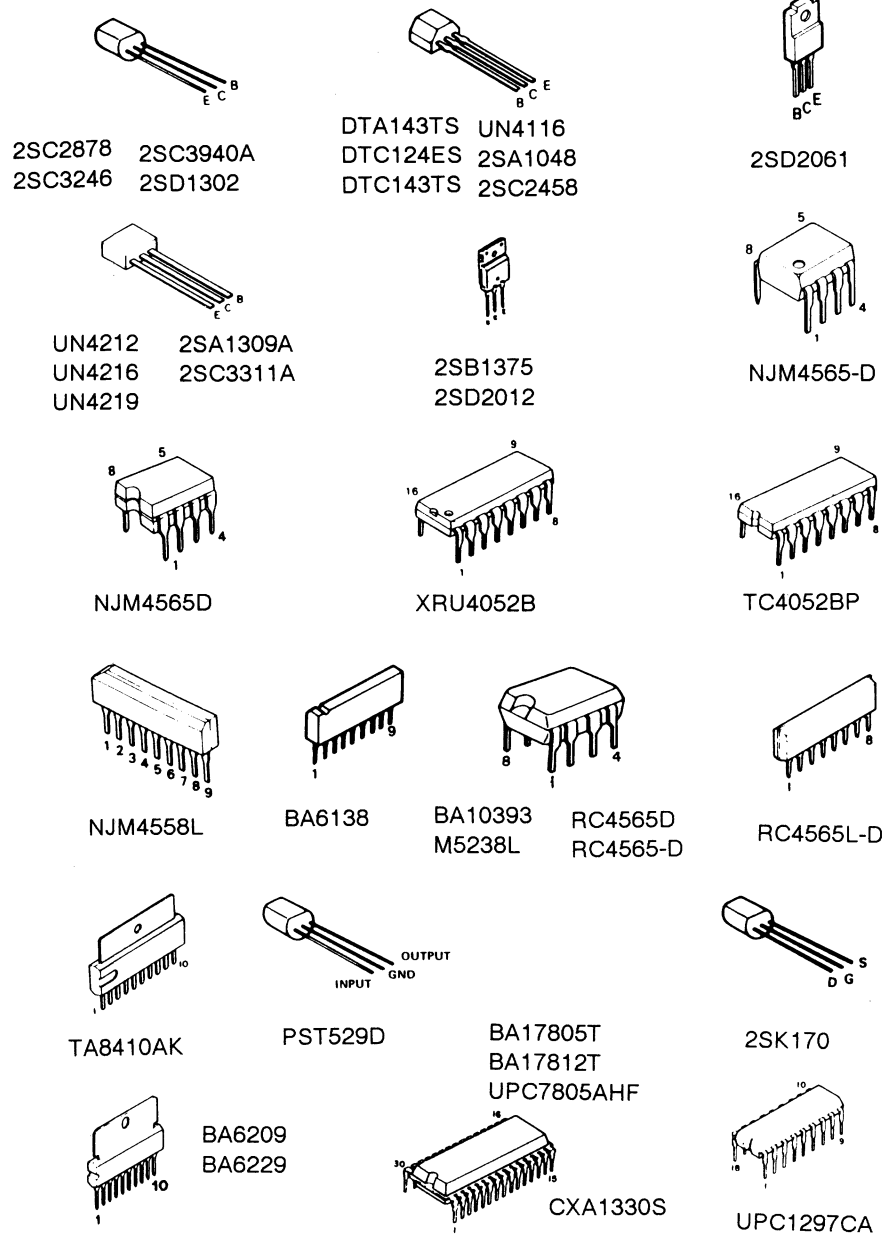 E C B
2SC2878 2SC3940A
2SC3246 2SD1302
B C E
DTA143TS UN4116
DTC124ES 2SA1048
DTC143TS 2SC2458
B C E
2SD2061
E C B
UN4212 2SA1309A
UN4216 2SC3311A
UN4219
2SB1375
2SD2012
5
8
4
1
NJM4565-D
5
8
4
1
NJM4565D
9
16
8
1
XRU4052B
9
16
8
1
TC4052BP
1 2 3 4 5 6 7 8 9
NJM4558L
9
1
BA6138
8 4
1
BA10393 RC4565D
M5238L RC4565-D
8
1
RC4565L-D
10
1
TA8410AK
OUTPUT
GND
INPUT
PST529D
BA17805T
BA17812T
UPC7805AHF
S
D G
2SK170
10
1
BA6209
BA6229
16
30
15
1
CXA1330S
10
18
9
1
UPC1297CA